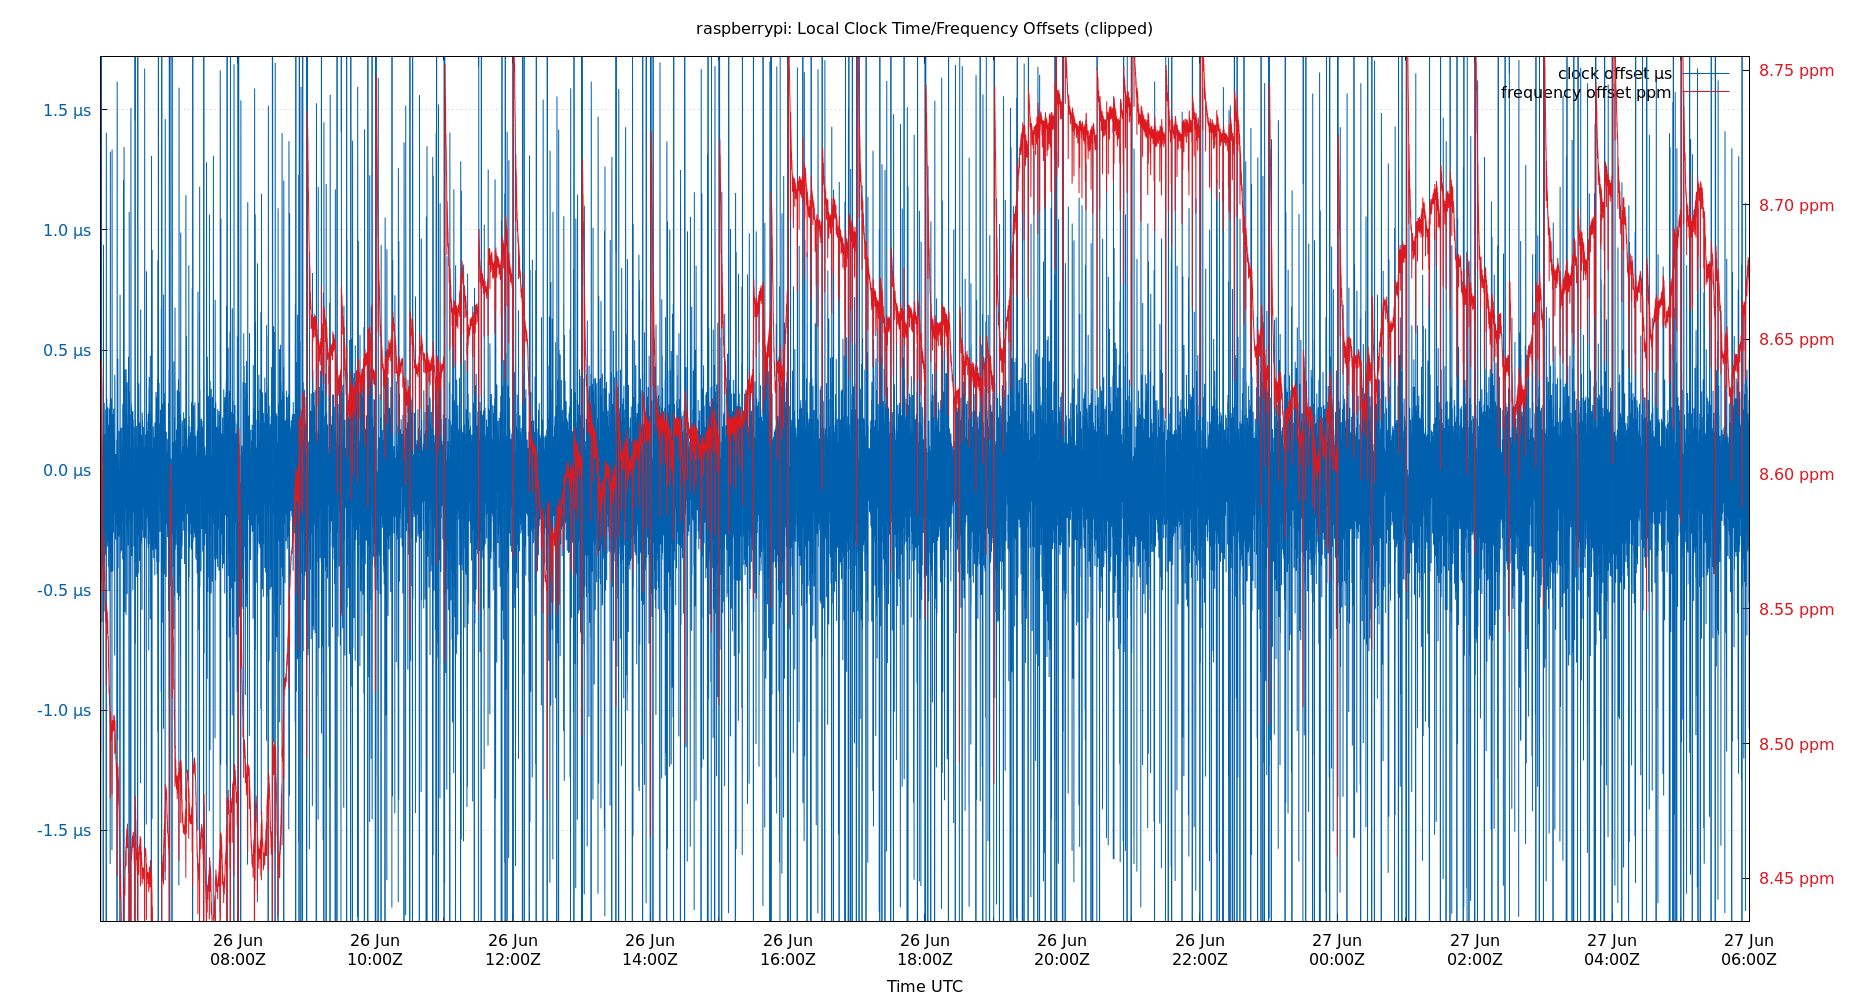 raspberrypi: Local Clock Time/Frequency Offsets (clipped)
clock offset µs
frequency offset ppm
1.5 µs
1.0 µs
0.5 µs
0.0 µs
-0.5 µs
-1.0 µs
-1.5 µs
8.75 ppm
8.70 ppm
8.65 ppm
8.60 ppm
8.55 ppm
8.50 ppm
8.45 ppm
26 Jun 26 Jun 26 Jun 26 Jun 26 Jun 26 Jun 26 Jun 26 Jun 27 Jun 27 Jun 27 Jun 27 Jun
08:00Z 10:00Z 12:00Z 14:00Z 16:00Z 18:00Z 20:00Z 22:00Z 00:00Z 02:00Z 04:00Z 06:00Z
Time UTC